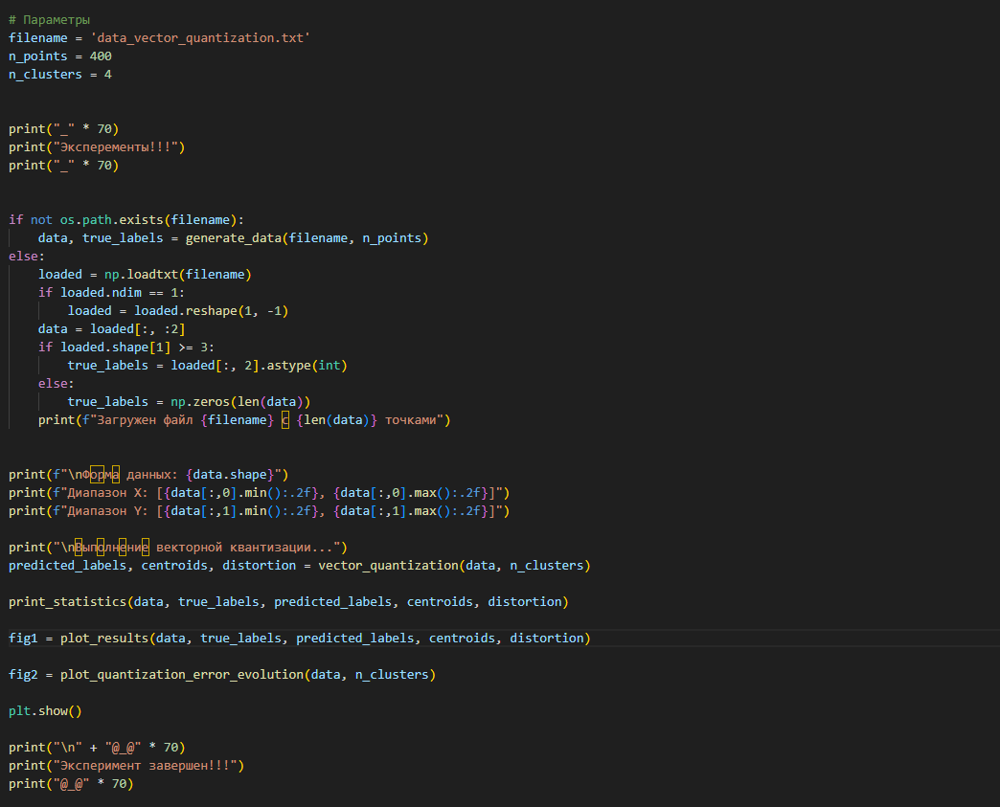 # Параметры
filename = 'data_vector_quantization.txt'
n_points = 400
n_clusters = 4
print("_" * 70)
print("Эксперементы!!!")
print("_" * 70)
if not os.path.exists(filename):
    data, true_labels = generate_data(filename, n_points)
else:
    loaded = np.loadtxt(filename)
    if loaded.ndim == 1:
        loaded = loaded.reshape(1, -1)
    data = loaded[:, :2]
    if loaded.shape[1] >= 3:
        true_labels = loaded[:, 2].astype(int)
    else:
        true_labels = np.zeros(len(data))
    print(f"Загружен файл {filename} с {len(data)} точками")
print(f"\nФорма данных: {data.shape}")
print(f"Диапазон X: [{data[:,0].min():.2f}, {data[:,0].max():.2f}]")
print(f"Диапазон Y: [{data[:,1].min():.2f}, {data[:,1].max():.2f}]")
print("\nВыполнение векторной квантизации...")
predicted_labels, centroids, distortion = vector_quantization(data, n_clusters)
print_statistics(data, true_labels, predicted_labels, centroids, distortion)
fig1 = plot_results(data, true_labels, predicted_labels, centroids, distortion)
fig2 = plot_quantization_error_evolution(data, n_clusters)
plt.show()
print("\n" + "@_@" * 70)
print("Эксперимент завершен!!!")
print("@_@" * 70)